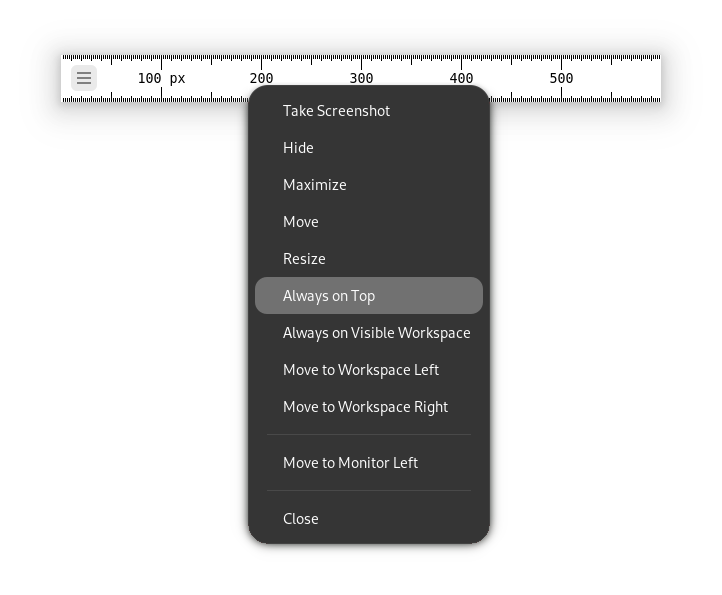 100 px 200 300 400 500
Take Screenshot
Hide
Maximize
Move
Resize
Always on Top
Always on Visible Workspace
Move to Workspace Left
Move to Workspace Right
Move to Monitor Left
Close